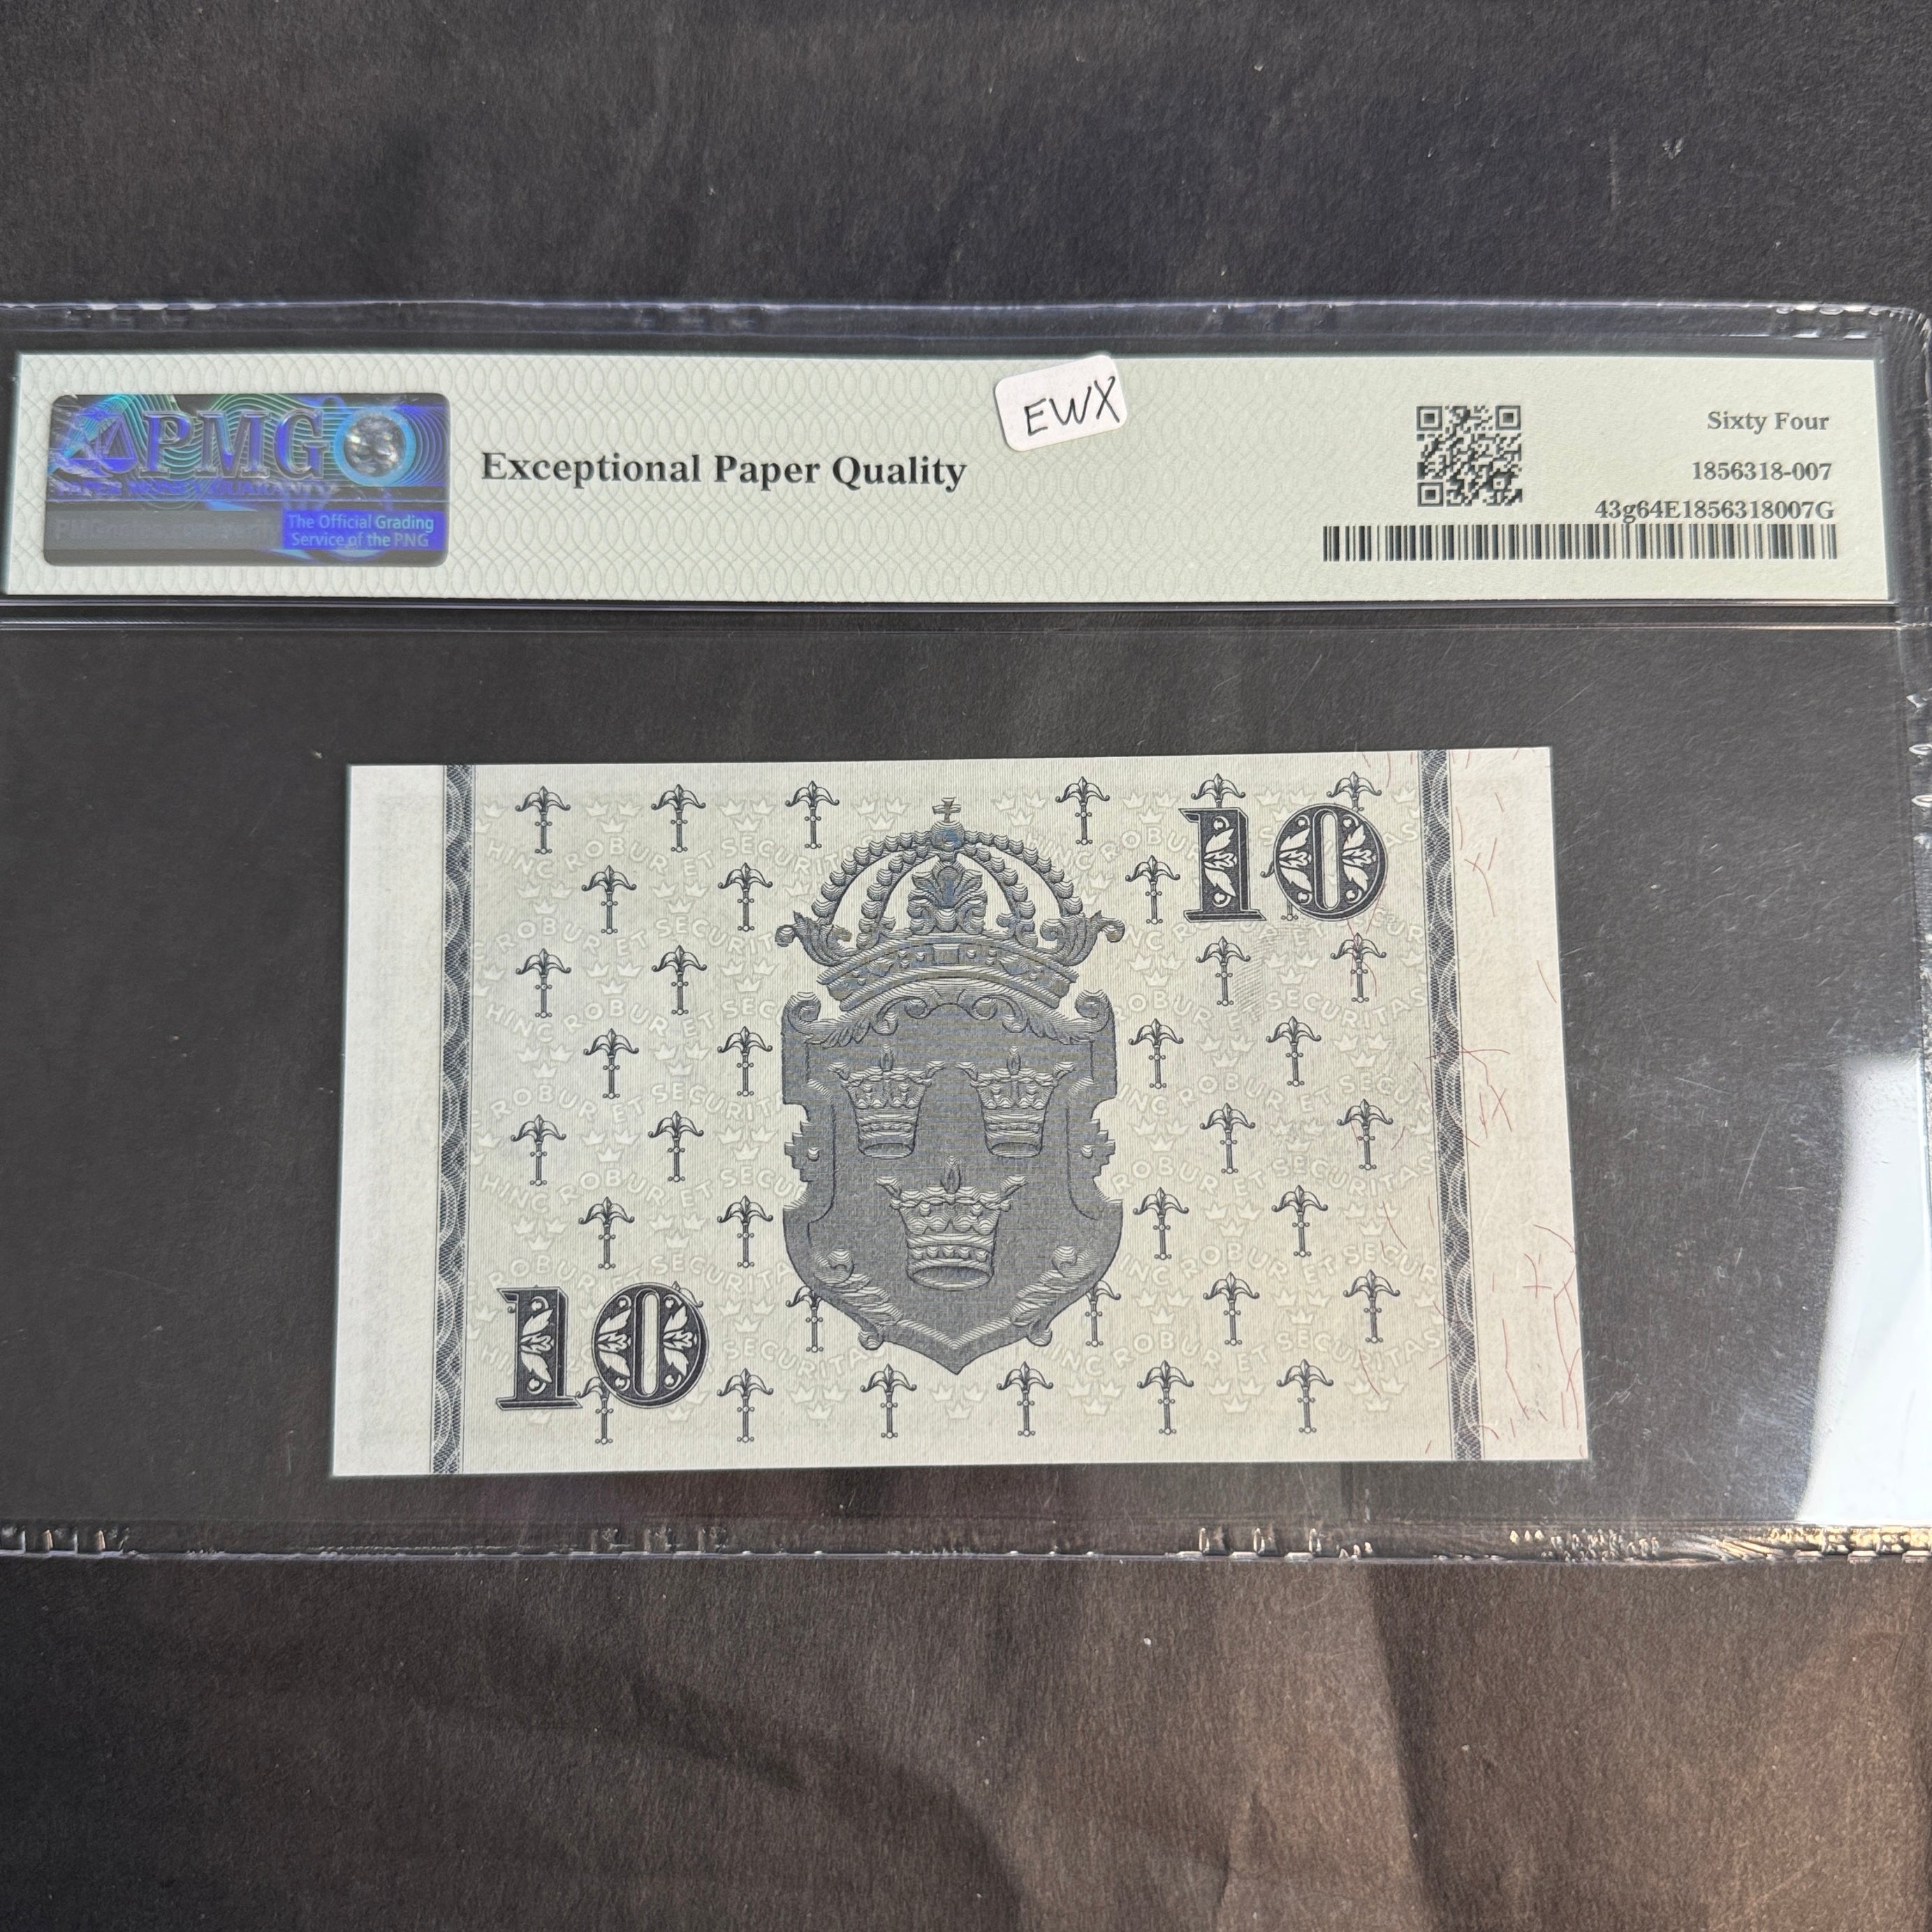 PMG
The Official Grading
Service of the PNG
Exceptional Paper Quality
EWX
Sixty Four
1856318-007
43g64E1856318007G
10
HINC ROBUR ET SECURITAS
10